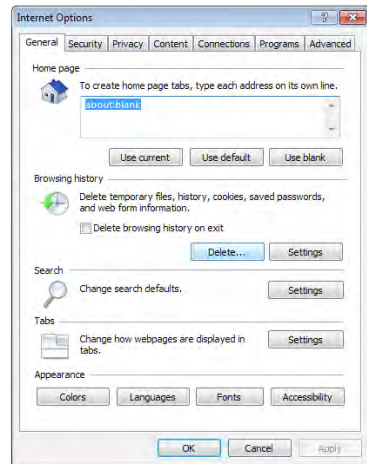 Internet Options
General Security Privacy Content Connections Programs Advanced
Home page
To create home page tabs, type each address on its own line.
about:blank
Use current Use default Use blank
Browsing history
Delete temporary files, history, cookies, saved passwords,
and web form information.
Delete browsing history on exit
Delete... Settings
Search
Change search defaults. Settings
Tabs
Change how webpages are displayed in
tabs.
Settings
Appearance
Colors Languages Fonts Accessibility
OK Cancel Apply